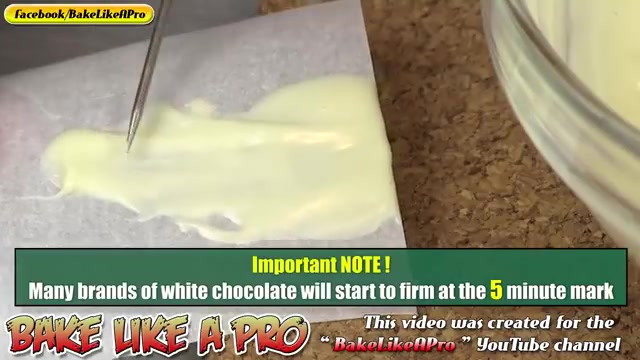 Facebook/BakeLikeAPro
Important NOTE !
Many brands of white chocolate will start to firm at the 5 minute mark
BAKE LIKE A PRO
This video was created for the
" BakeLikeAPro " YouTube channel